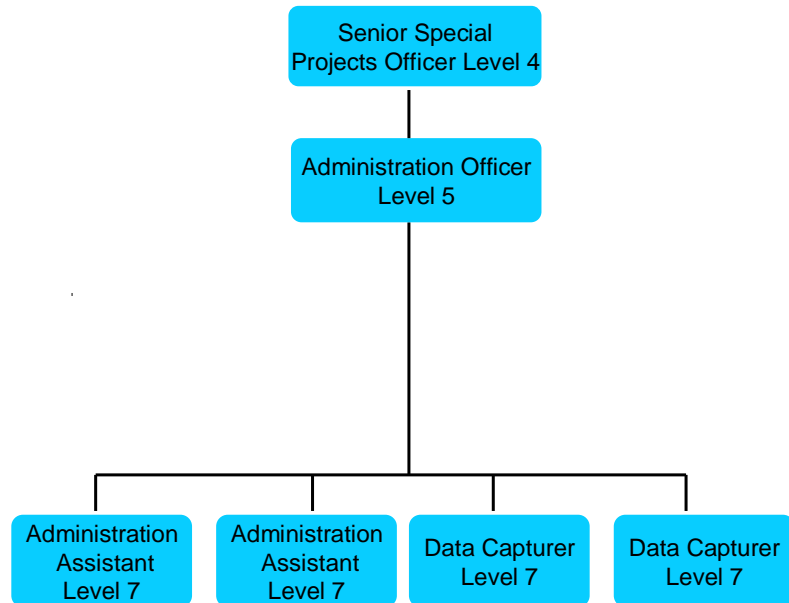 Senior Special
Projects Officer Level 4
Administration Officer
Level 5
Administration
Assistant
Level 7
Administration
Assistant
Level 7
Data Capturer
Level 7
Data Capturer
Level 7